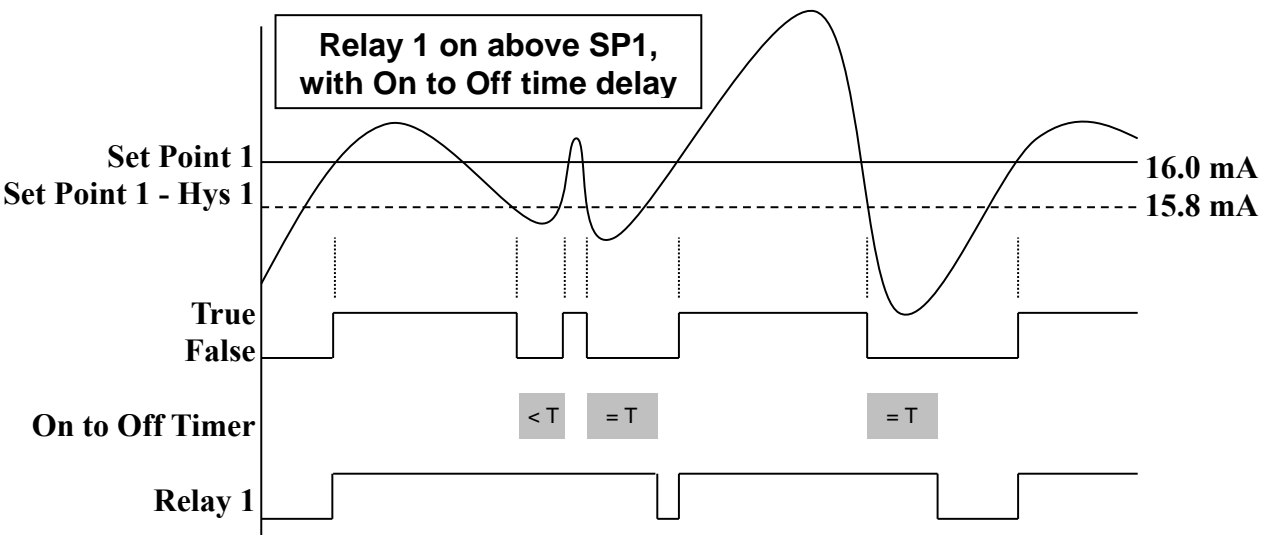 Relay 1 on above SP1,
with On to Off time delay
Set Point 1
16.0 mA
Set Point 1 - Hys 1
15.8 mA
True
False
On to Off Timer
< T
= T
= T
Relay 1